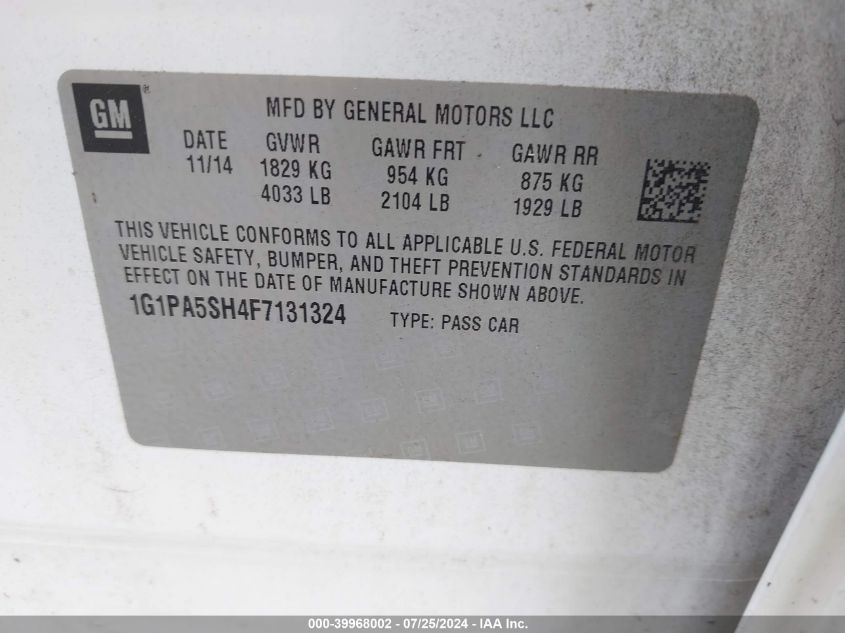 GM®
MFD BY GENERAL MOTORS LLC
DATE GVWR GAWR FRT GAWR RR
11/14 1829 KG 954 KG 875 KG
4033 LB 2104 LB 1929 LB
THIS VEHICLE CONFORMS TO ALL APPLICABLE U.S. FEDERAL MOTOR
VEHICLE SAFETY, BUMPER, AND THEFT PREVENTION STANDARDS IN
EFFECT ON THE DATE OF MANUFACTURE SHOWN ABOVE.
1G1PA5SH4F7131324 TYPE: PASS CAR
000-39968002 - 07/25/2024 - IAA Inc.